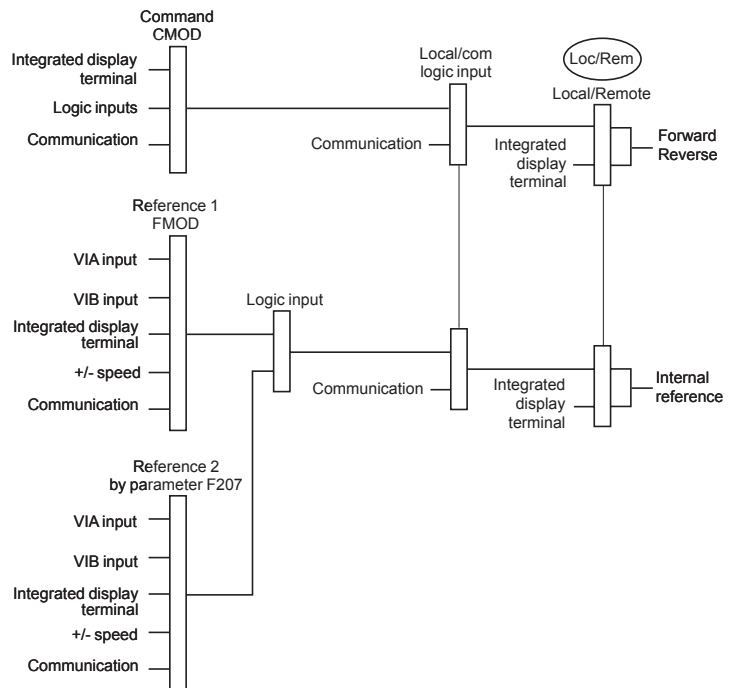 Command
CMOD
Integrated display
terminal
Logic inputs
Communication
Local/com
logic input
Communication
Loc/Rem
Local/Remote
Integrated
display
terminal
Forward
Reverse
Reference 1
FMOD
VIA input
VIB input
Integrated display
terminal
+/- speed
Communication
Logic input
Communication
Integrated
display
terminal
Internal
reference
Reference 2
by parameter F207
VIA input
VIB input
Integrated display
terminal
+/- speed
Communication